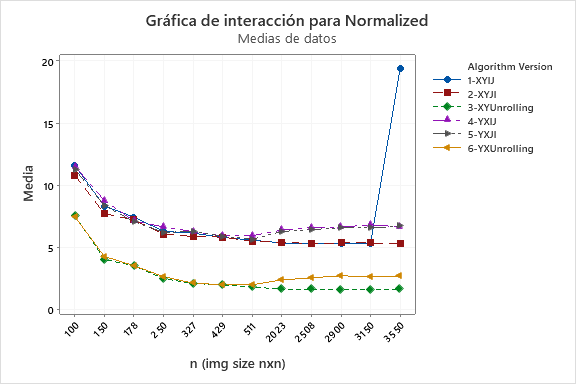 Gráfica de interacción para Normalized
Medias de datos
Algorithm Version
1-XYIJ
2-XYJI
3-XYUnrolling
4-YXIJ
5-YXJI
6-YXUnrolling
Media
20
15
10
5
0
100 150 178 250 327 429 511 2023 2508 2900 3150 3550
n (img size nxn)